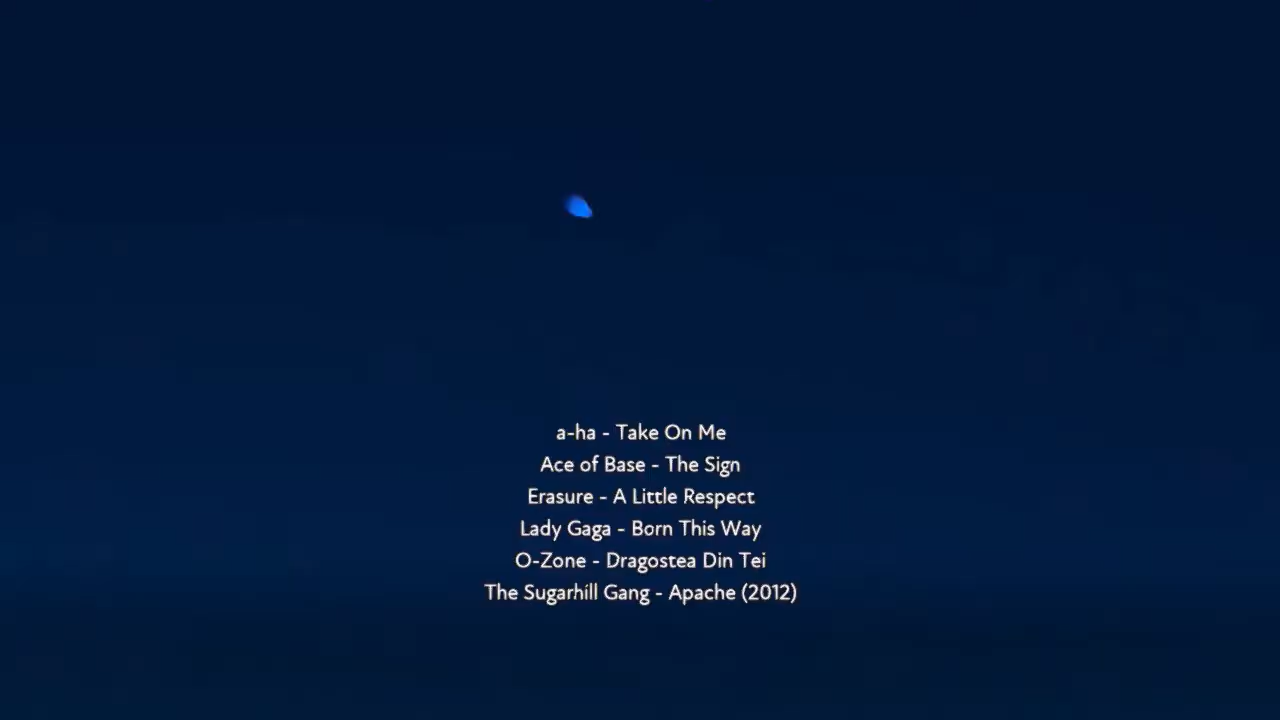 a-ha - Take On Me
Ace of Base - The Sign
Erasure - A Little Respect
Lady Gaga - Born This Way
O-Zone - Dragostea Din Tei
The Sugarhill Gang - Apache (2012)